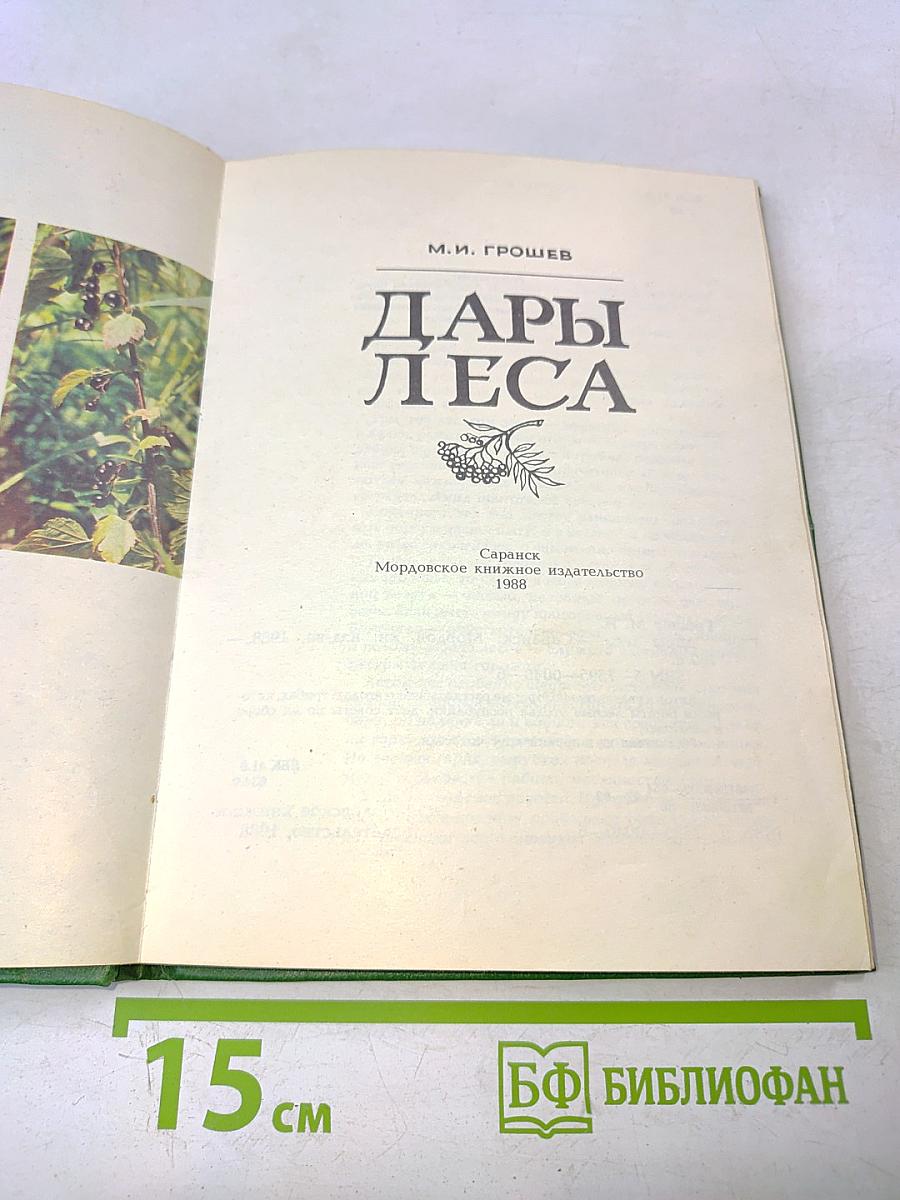 М.И. ГРОШЕВ
ДАРЫ
ЛЕСА
Саранск
Мордовское книжное издательство
1988
15 см
БФ БИБЛИОФАН